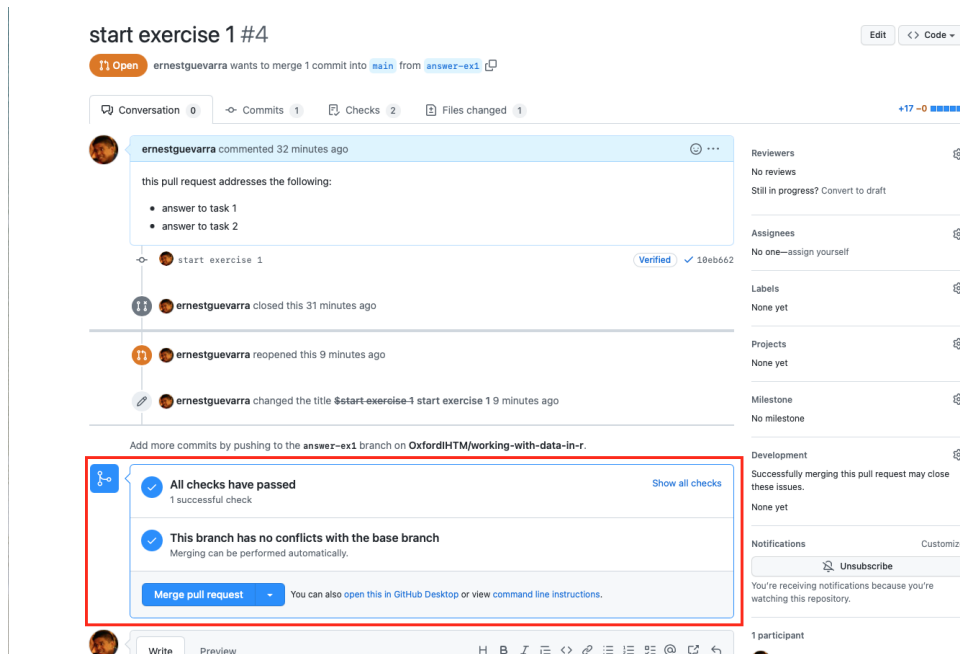 start exercise 1 #4
Edit
<> Code
Open
ernestguevarra wants to merge 1 commit into main from answer-ex1
Conversation 0
Commits 1
Checks 2
Files changed 1
+17 −0
ernestguevarra commented 32 minutes ago
this pull request addresses the following:
• answer to task 1
• answer to task 2
start exercise 1
Verified
10eb662
ernestguevarra closed this 31 minutes ago
ernestguevarra reopened this 9 minutes ago
ernestguevarra changed the title $start exercise 1 start exercise 1 9 minutes ago
Add more commits by pushing to the answer-ex1 branch on OxfordIHTM/working-with-data-in-r.
All checks have passed
1 successful check
Show all checks
This branch has no conflicts with the base branch
Merging can be performed automatically.
Merge pull request
You can also open this in GitHub Desktop or view command line instructions.
Write
Preview
H B I
Reviewers
No reviews
Still in progress? Convert to draft
Assignees
No one—assign yourself
Labels
None yet
Projects
None yet
Milestone
No milestone
Development
Successfully merging this pull request may close
these issues.
None yet
Notifications
Customize
Unsubscribe
You're receiving notifications because you're
watching this repository.
1 participant